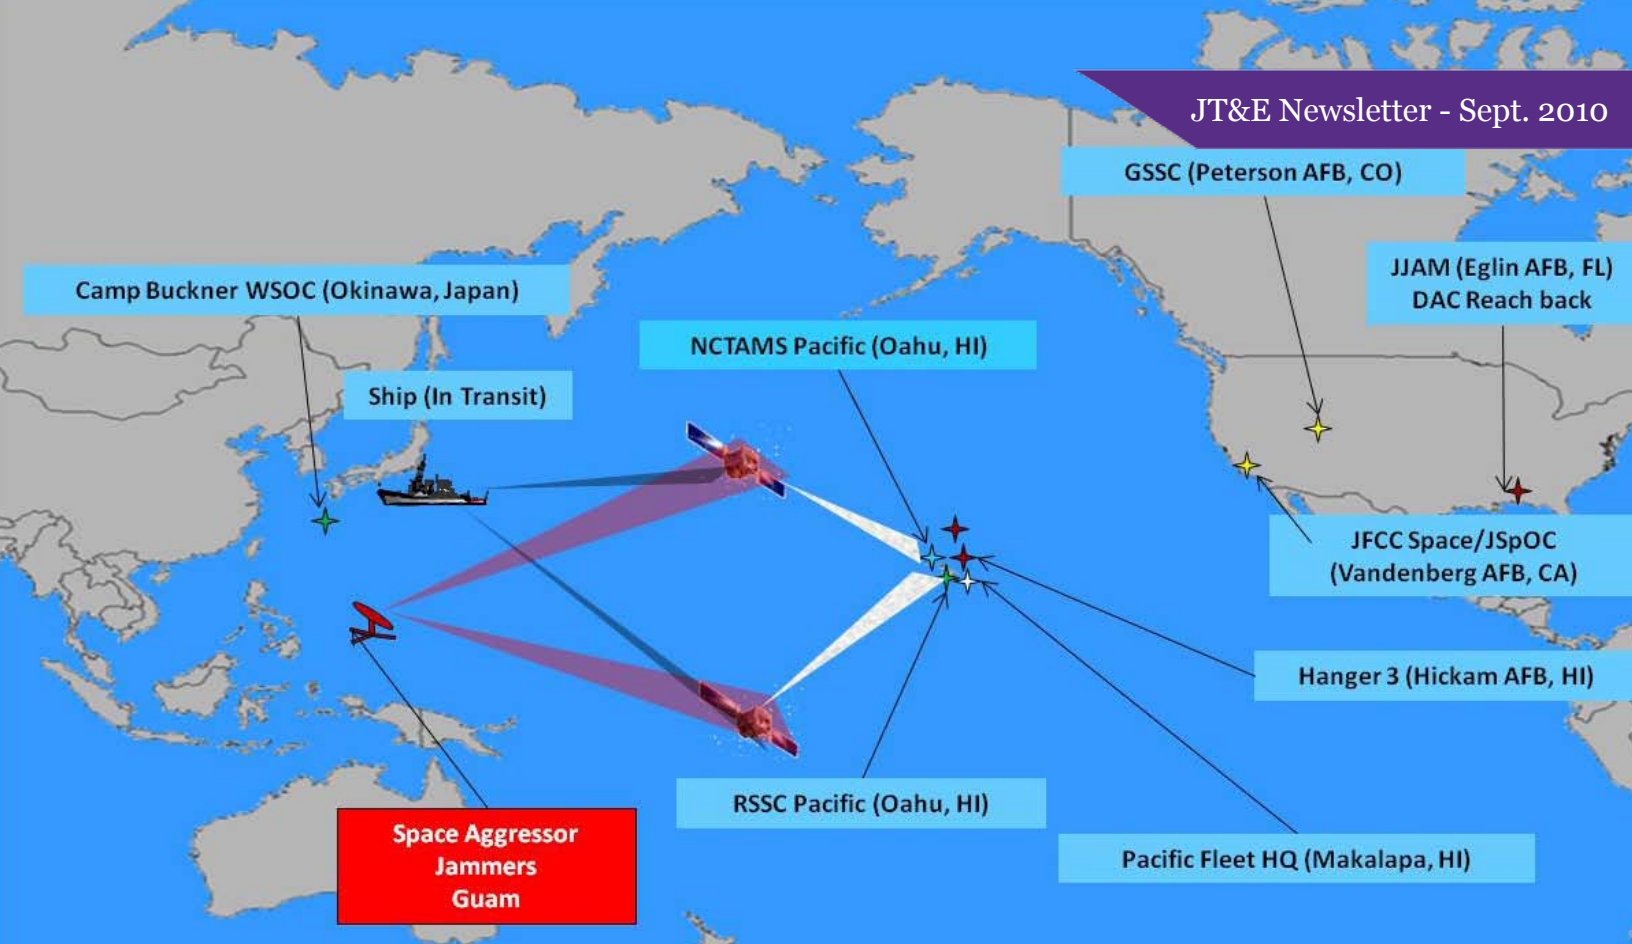 JT&E Newsletter - Sept. 2010
GSSC (Peterson AFB, CO)
JJAM (Eglin AFB, FL)
DAC Reach back
Camp Buckner WSOC (Okinawa, Japan)
NCTAMS Pacific (Oahu, HI)
Ship (In Transit)
JFCC Space/JSpOC
(Vandenberg AFB, CA)
Hanger 3 (Hickam AFB, HI)
RSSC Pacific (Oahu, HI)
Space Aggressor
Jammers
Guam
Pacific Fleet HQ (Makalapa, HI)